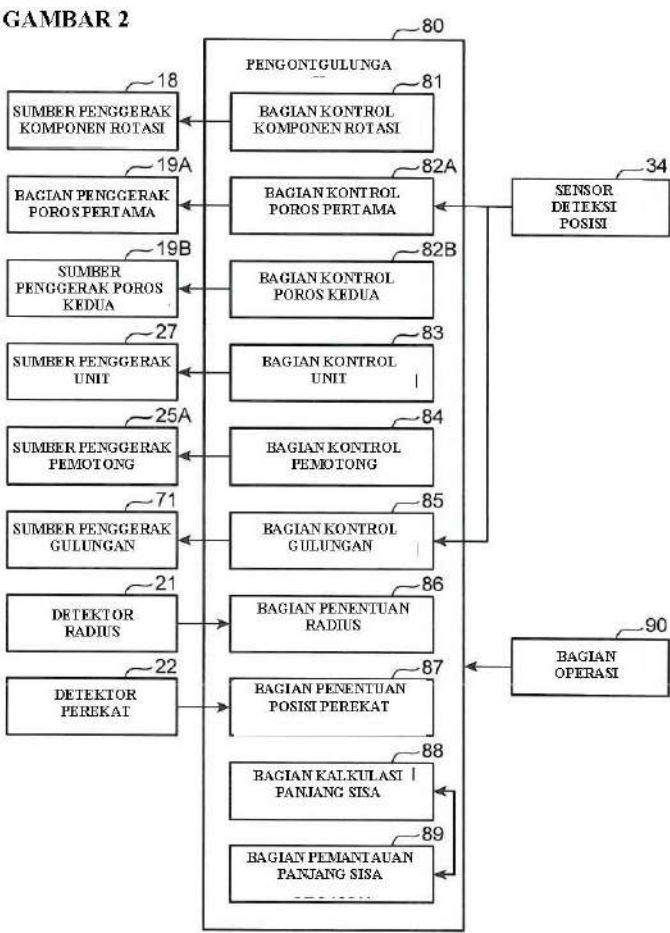 GAMBAR 2
80
PENGONTGULUNGA
18
SUMBER PENGGERAK
KOMPONEN ROTASI
81
BAGIAN KONTROL
KOMPONEN ROTASI
19A
BAGIAN PENGGERAK
POROS PERTAMA
82A
BAGIAN KONTROL
POROS PERTAMA
34
SENSOR
DETEKSI
POSISI
19B
SUMBER
PENGGERAK POROS
KEDUA
82B
BAGIAN KONTROL
POROS KEDUA
27
SUMBER PENGGERAK
UNIT
83
BAGIAN KONTROL
UNIT
25A
SUMBER PENGGERAK
PEMOTONG
84
BAGIAN KONTROL
PEMOTONG
71
SUMBER PENGGERAK
GULUNGAN
85
BAGIAN KONTROL
GULUNGAN
21
DETEKTOR
RADIUS
86
BAGIAN PENENTUAN
RADIUS
90
BAGIAN
OPERASI
22
DETEKTOR
PEREKAT
87
BAGIAN PENENTUAN
POSISI PEREKAT
88
BAGIAN KALKULASI
PANJANG SISA
89
BAGIAN PEMANTAUAN
PANJANG SISA